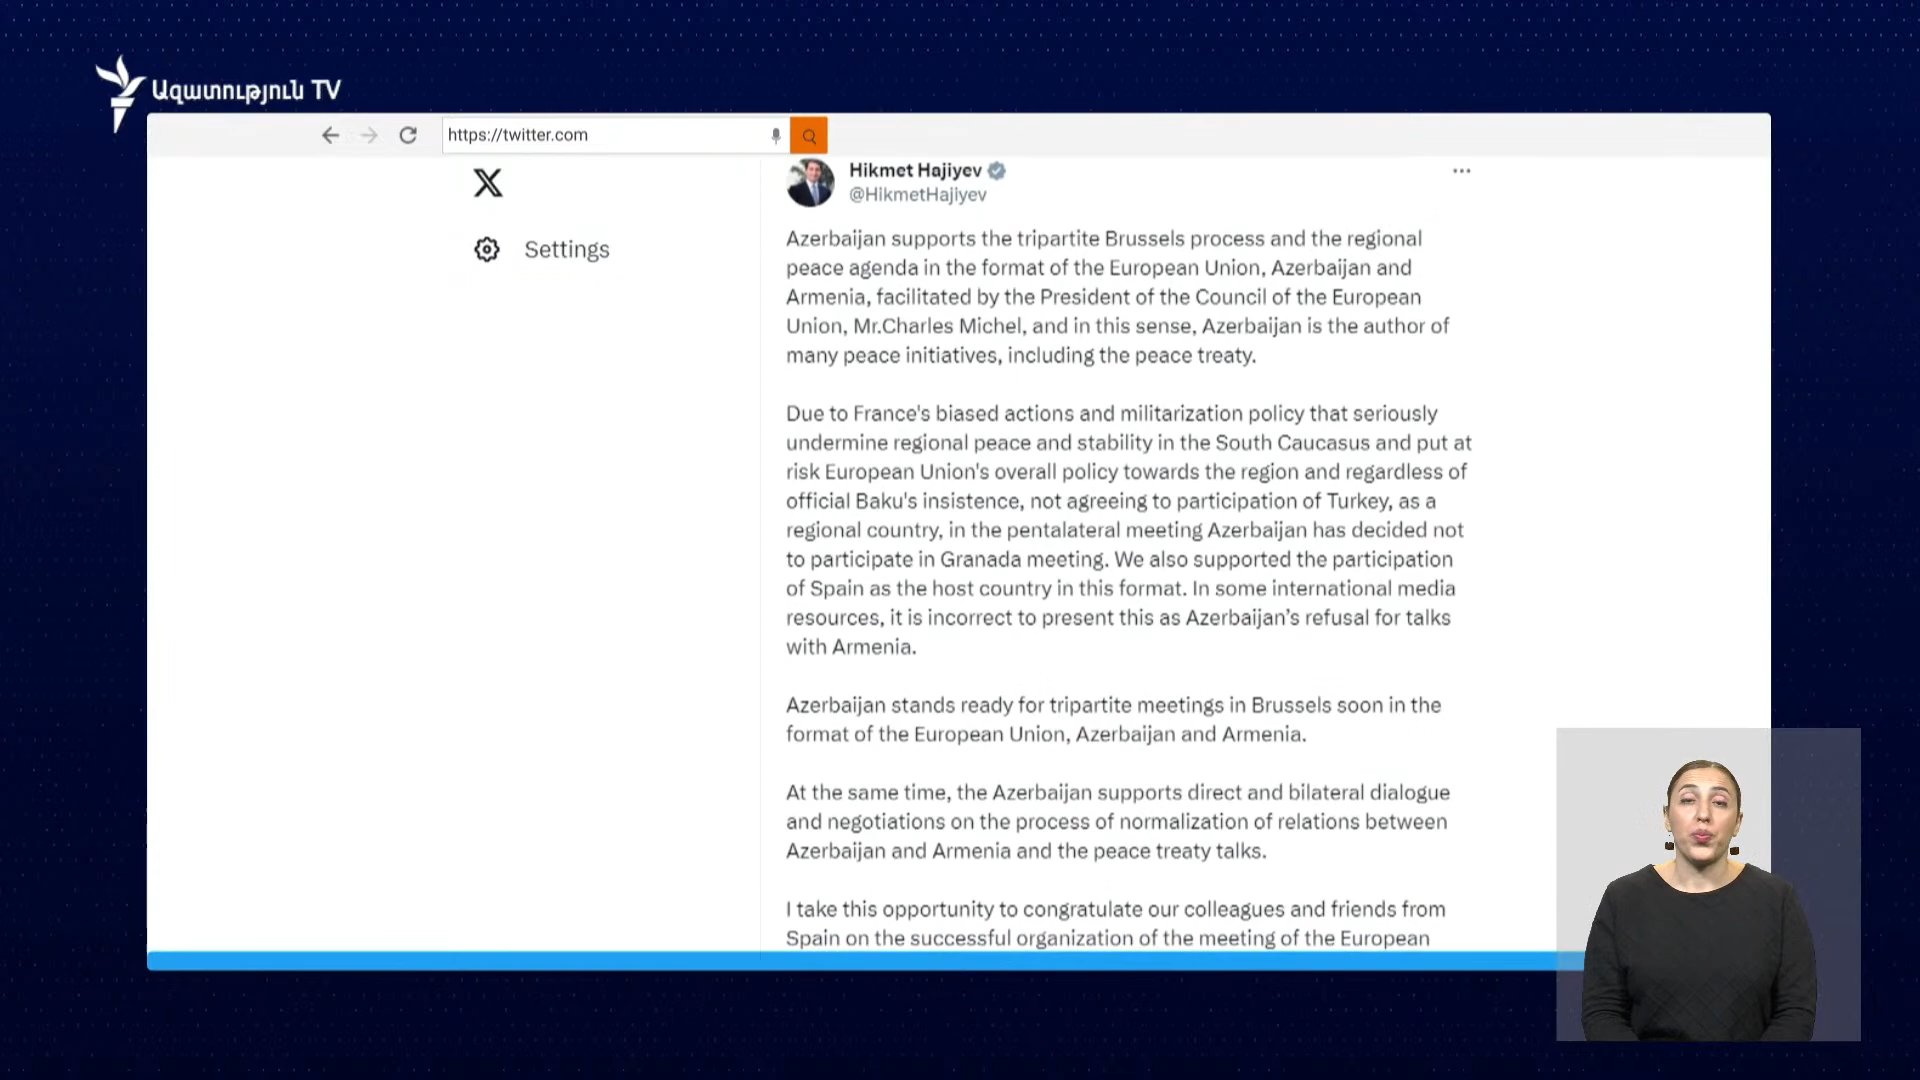 Ազատություն TV
https://twitter.com
Settings
Hikmet Hajiyev
@HikmetHajiyev
Azerbaijan supports the tripartite Brussels process and the regional
peace agenda in the format of the European Union, Azerbaijan and
Armenia, facilitated by the President of the Council of the European
Union, Mr.Charles Michel, and in this sense, Azerbaijan is the author of
many peace initiatives, including the peace treaty.
Due to France's biased actions and militarization policy that seriously
undermine regional peace and stability in the South Caucasus and put at
risk European Union's overall policy towards the region and regardless of
official Baku's insistence, not agreeing to participation of Turkey, as a
regional country, in the pentalateral meeting Azerbaijan has decided not
to participate in Granada meeting. We also supported the participation
of Spain as the host country in this format. In some international media
resources, it is incorrect to present this as Azerbaijan’s refusal for talks
with Armenia.
Azerbaijan stands ready for tripartite meetings in Brussels soon in the
format of the European Union, Azerbaijan and Armenia.
At the same time, the Azerbaijan supports direct and bilateral dialogue
and negotiations on the process of normalization of relations between
Azerbaijan and Armenia and the peace treaty talks.
I take this opportunity to congratulate our colleagues and friends from
Spain on the successful organization of the meeting of the European